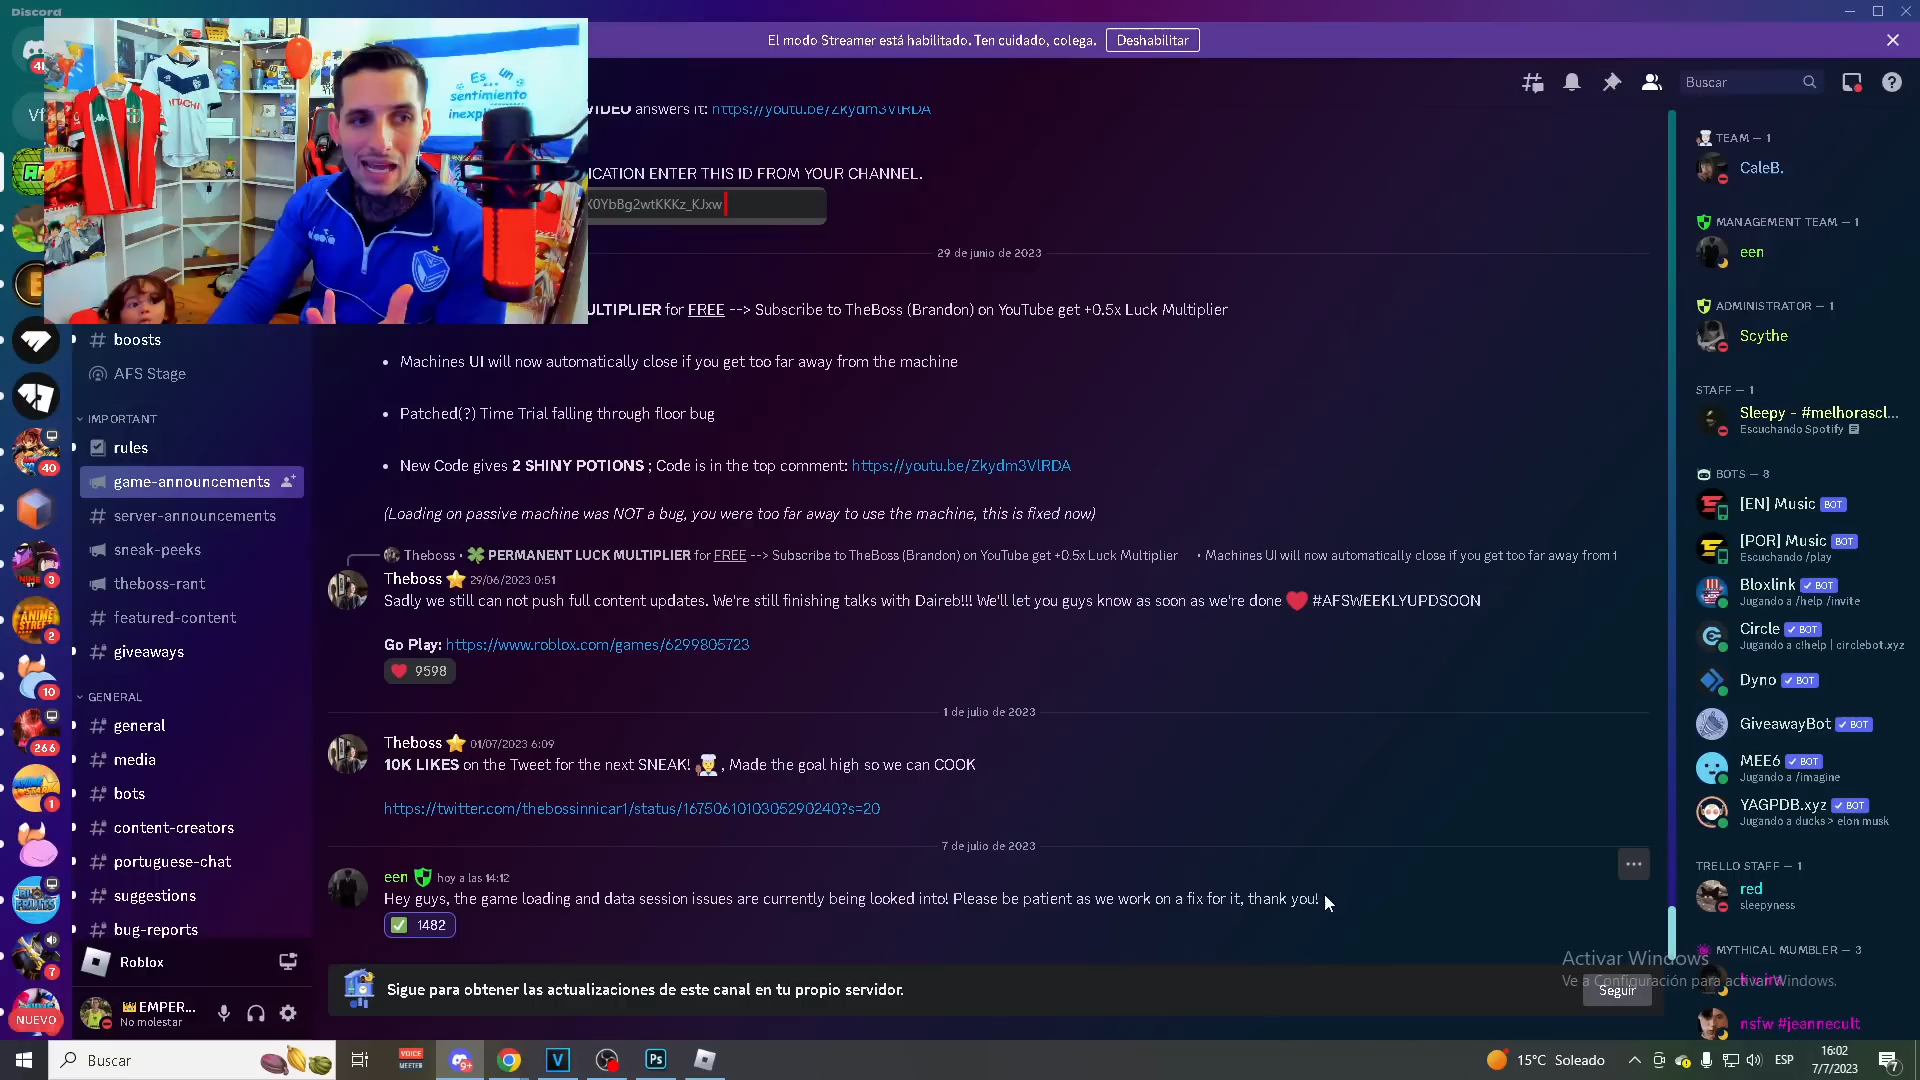 Discord
El modo Streamer está habilitado. Ten cuidado, colega.
Deshabilitar
Buscar
Es un
sentimiento
HITACHI
diadora
VIDEO answers it: https://youtu.be/Zkydm3VlRDA
ICATION ENTER THIS ID FROM YOUR CHANNEL.
X0YbBg2wtKKKz_KJxw
29 de junio de 2023
ULTIPLIER for FREE --> Subscribe to TheBoss (Brandon) on YouTube get +0.5x Luck Multiplier
• Machines UI will now automatically close if you get too far away from the machine
• Patched(?) Time Trial falling through floor bug
• New Code gives 2 SHINY POTIONS ; Code is in the top comment: https://youtu.be/Zkydm3VlRDA
(Loading on passive machine was NOT a bug, you were too far away to use the machine, this is fixed now)
Theboss • 🍀 PERMANENT LUCK MULTIPLIER for FREE --> Subscribe to TheBoss (Brandon) on YouTube get +0.5x Luck Multiplier • Machines UI will now automatically close if you get too far away from t
Theboss ⭐ 29/06/2023 0:51
Sadly we still can not push full content updates. We're still finishing talks with Daireb!!! We'll let you guys know as soon as we're done ❤️ #AFSWEEKLYUPDSOON
Go Play: https://www.roblox.com/games/6299805723
❤️ 9598
1 de julio de 2023
Theboss ⭐ 01/07/2023 6:09
10K LIKES on the Tweet for the next SNEAK! 👨‍🍳 , Made the goal high so we can COOK
https://twitter.com/thebossinnicar1/status/1675061010305290240?s=20
7 de julio de 2023
een hoy a las 14:12
Hey guys, the game loading and data session issues are currently being looked into! Please be patient as we work on a fix for it, thank you!
✅ 1482
Sigue para obtener las actualizaciones de este canal en tu propio servidor.
Seguir
boosts
AFS Stage
IMPORTANT
rules
game-announcements
server-announcements
sneak-peeks
theboss-rant
featured-content
giveaways
GENERAL
general
media
bots
content-creators
portuguese-chat
suggestions
bug-reports
Roblox
EMPER...
No molestar
40
3
2
10
266
1
7
NUEVO
TEAM — 1
CaleB.
MANAGEMENT TEAM — 1
een
ADMINISTRATOR — 1
Scythe
STAFF — 1
Sleepy - #melhorascl...
Escuchando Spotify
BOTS — 8
[EN] Music BOT
[POR] Music BOT
Escuchando /play
Bloxlink ✓ BOT
Jugando a /help /invite
Circle ✓ BOT
Jugando a c!help | circlebot.xyz
Dyno ✓ BOT
GiveawayBot ✓ BOT
MEE6 ✓ BOT
Jugando a /imagine
YAGPDB.xyz ✓ BOT
Jugando a ducks > elon musk
TRELLO STAFF — 1
red
sleepyness
MYTHICAL MUMBLER — 3
nsfw #jeannecult
Activar Windows
Ve a Configuración para activar Windows.
Buscar
VOICE
MEETER
9+
V
Ps
15°C Soleado
ESP
16:02
7/7/2023
7